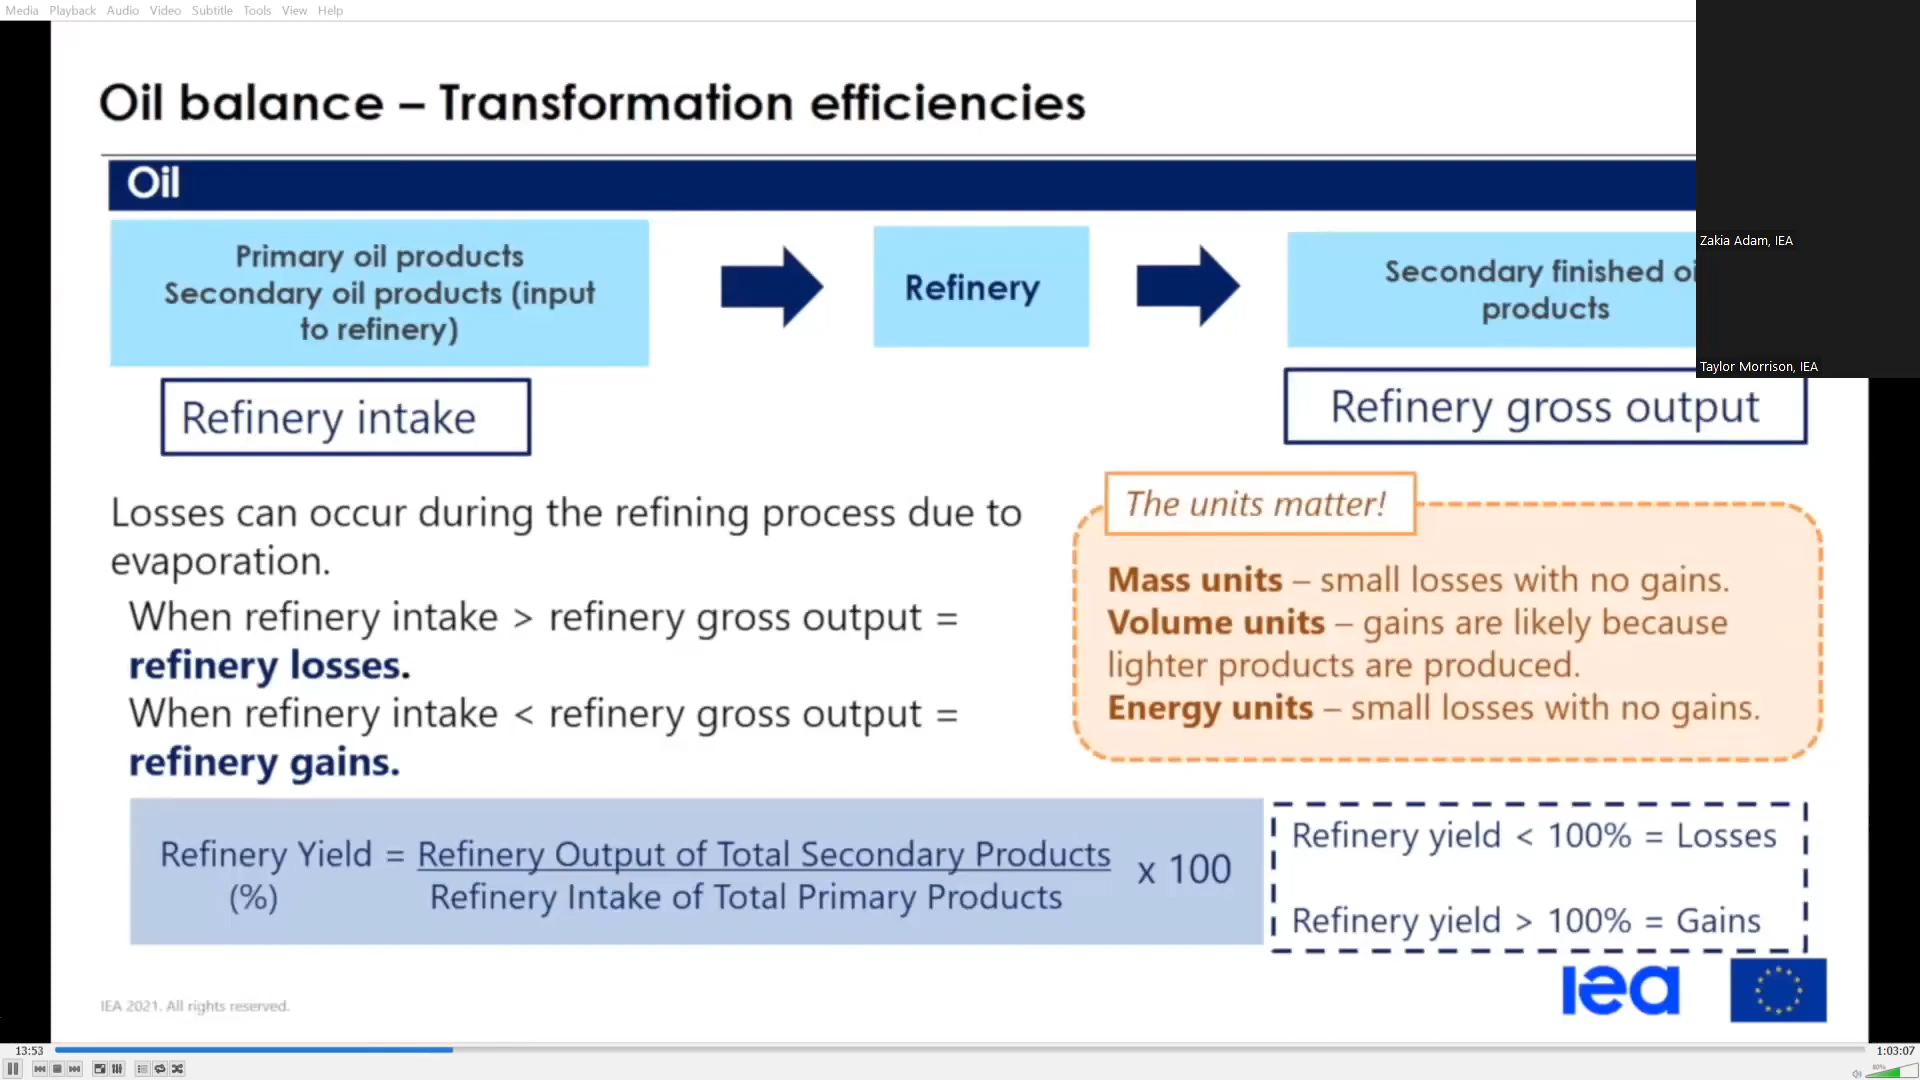 Media Playback Audio Video Subtitle Tools View Help
Oil balance – Transformation efficiencies
Oil
Primary oil products
Secondary oil products (input
to refinery)
Refinery
Secondary finished oi
products
Zakia Adam, IEA
Taylor Morrison, IEA
Refinery intake
Refinery gross output
Losses can occur during the refining process due to
evaporation.
When refinery intake > refinery gross output =
refinery losses.
When refinery intake < refinery gross output =
refinery gains.
The units matter!
Mass units – small losses with no gains.
Volume units – gains are likely because
lighter products are produced.
Energy units – small losses with no gains.
Refinery Yield = Refinery Output of Total Secondary Products x 100
(%) Refinery Intake of Total Primary Products
Refinery yield < 100% = Losses
Refinery yield > 100% = Gains
iea
IEA 2021. All rights reserved.
13:53
1:03:07
80%